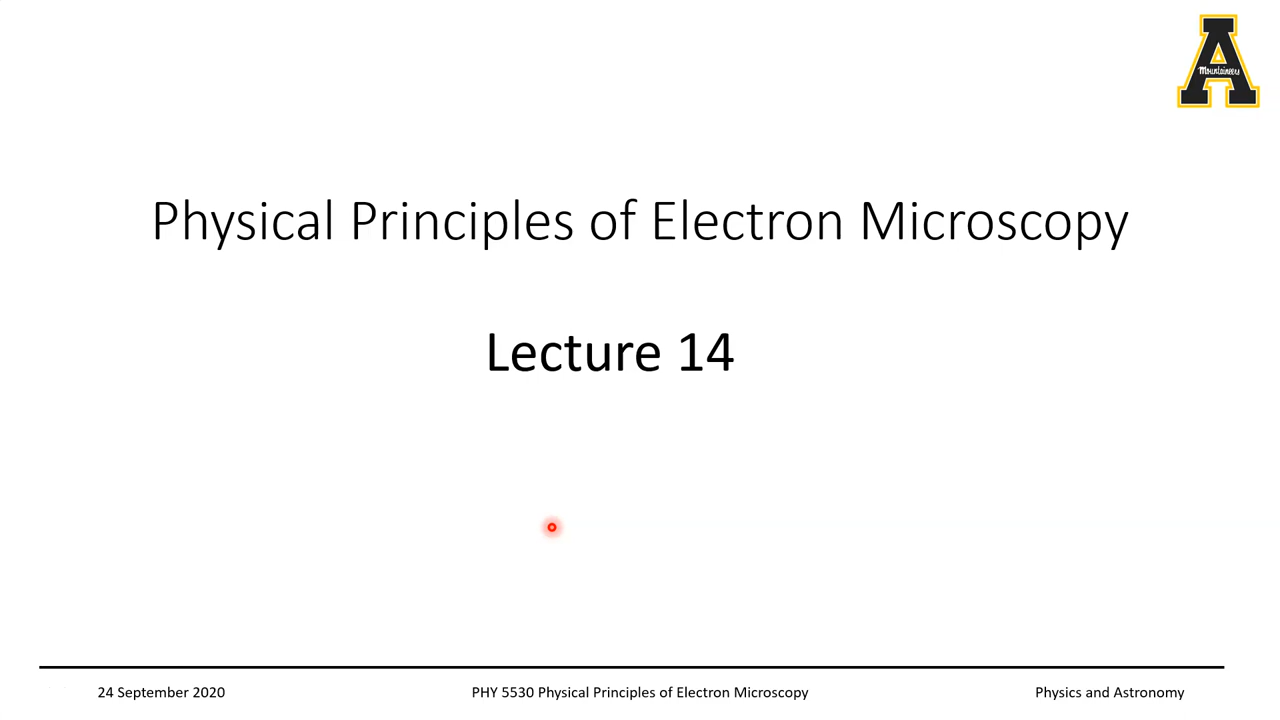 Mountaineers
Physical Principles of Electron Microscopy
Lecture 14
24 September 2020
PHY 5530 Physical Principles of Electron Microscopy
Physics and Astronomy